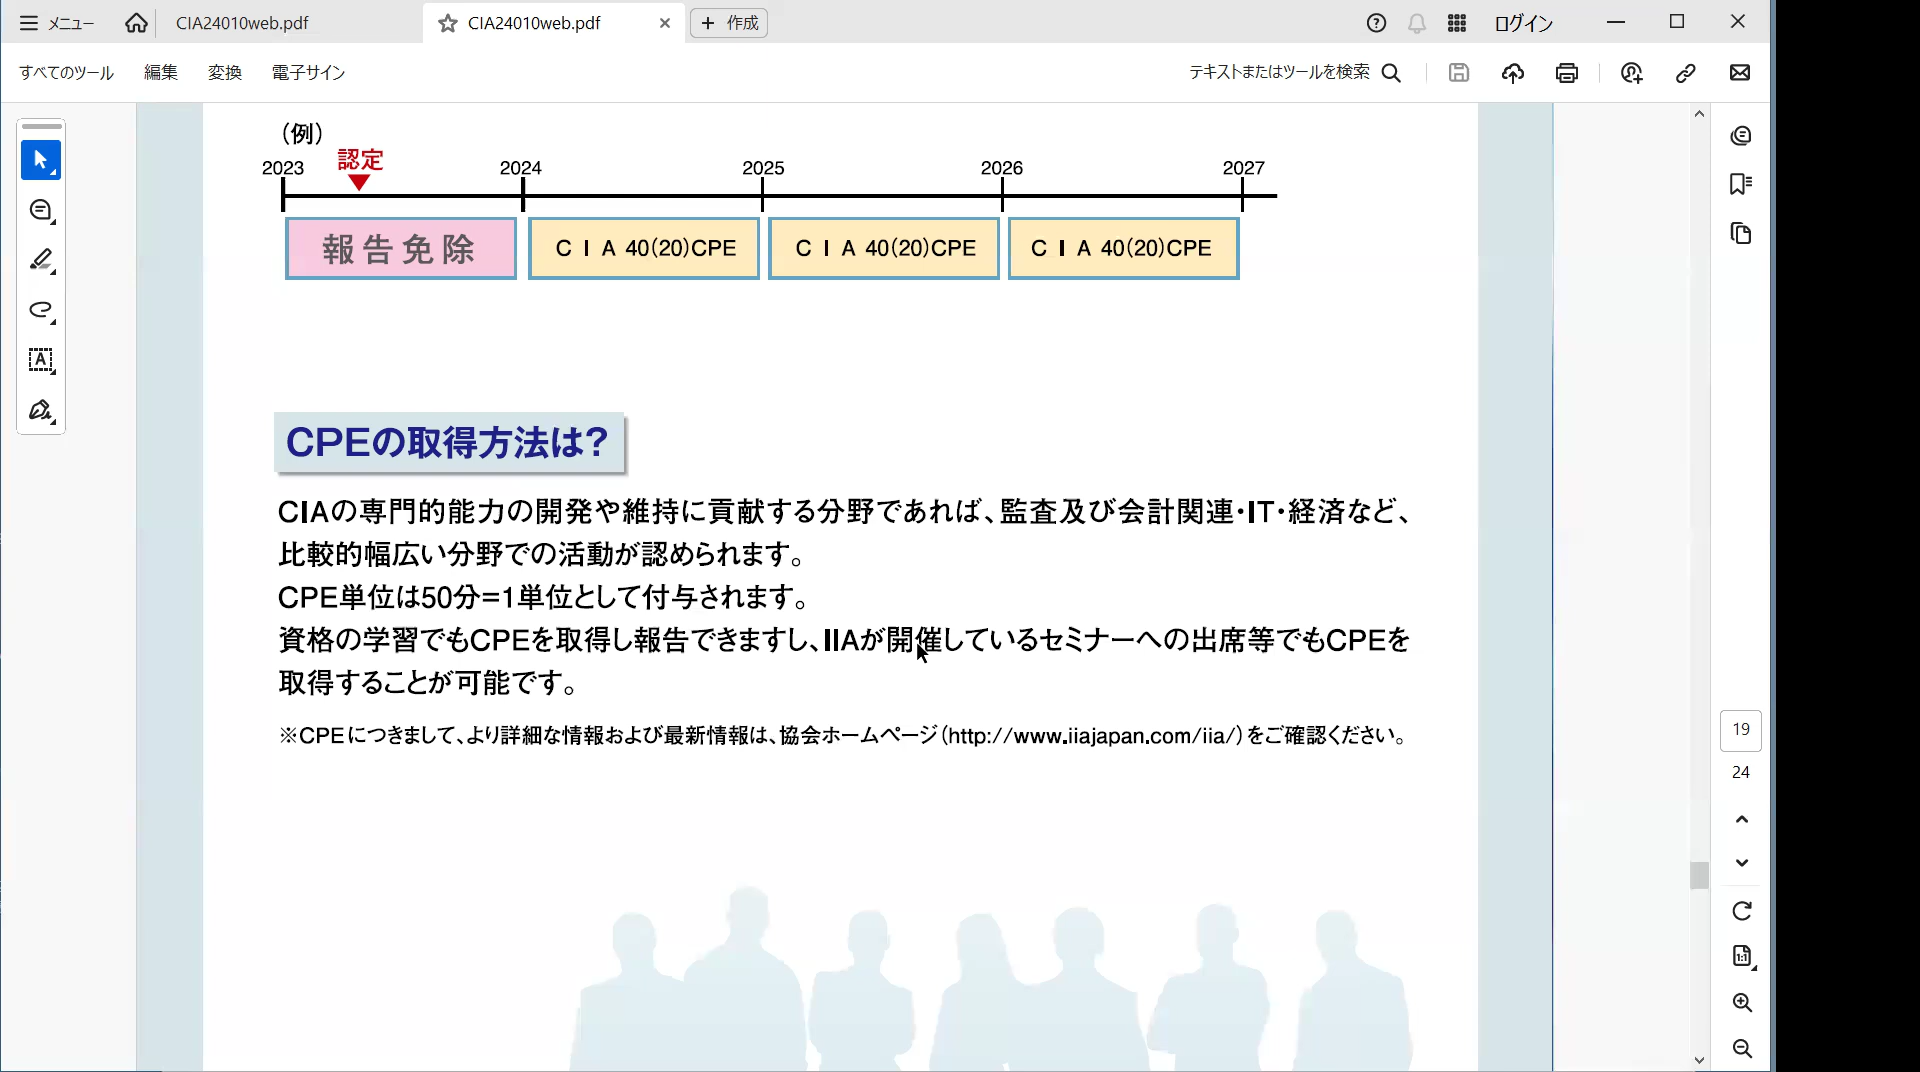 メニュー
CIA24010web.pdf
CIA24010web.pdf
作成
ログイン
すべてのツール
編集
変換
電子サイン
テキストまたはツールを検索
（例）
2023
認定
2024
2025
2026
2027
報告免除
ＣＩＡ 40(20)CPE
ＣＩＡ 40(20)CPE
ＣＩＡ 40(20)CPE
CPEの取得方法は?
CIAの専門的能力の開発や維持に貢献する分野であれば、監査及び会計関連・IT・経済など、
比較的幅広い分野での活動が認められます。
CPE単位は50分=1単位として付与されます。
資格の学習でもCPEを取得し報告できますし、IIAが開催しているセミナーへの出席等でもCPEを
取得することが可能です。
※CPEにつきまして、より詳細な情報および最新情報は、協会ホームページ（http://www.iiajapan.com/iia/）をご確認ください。
19
24